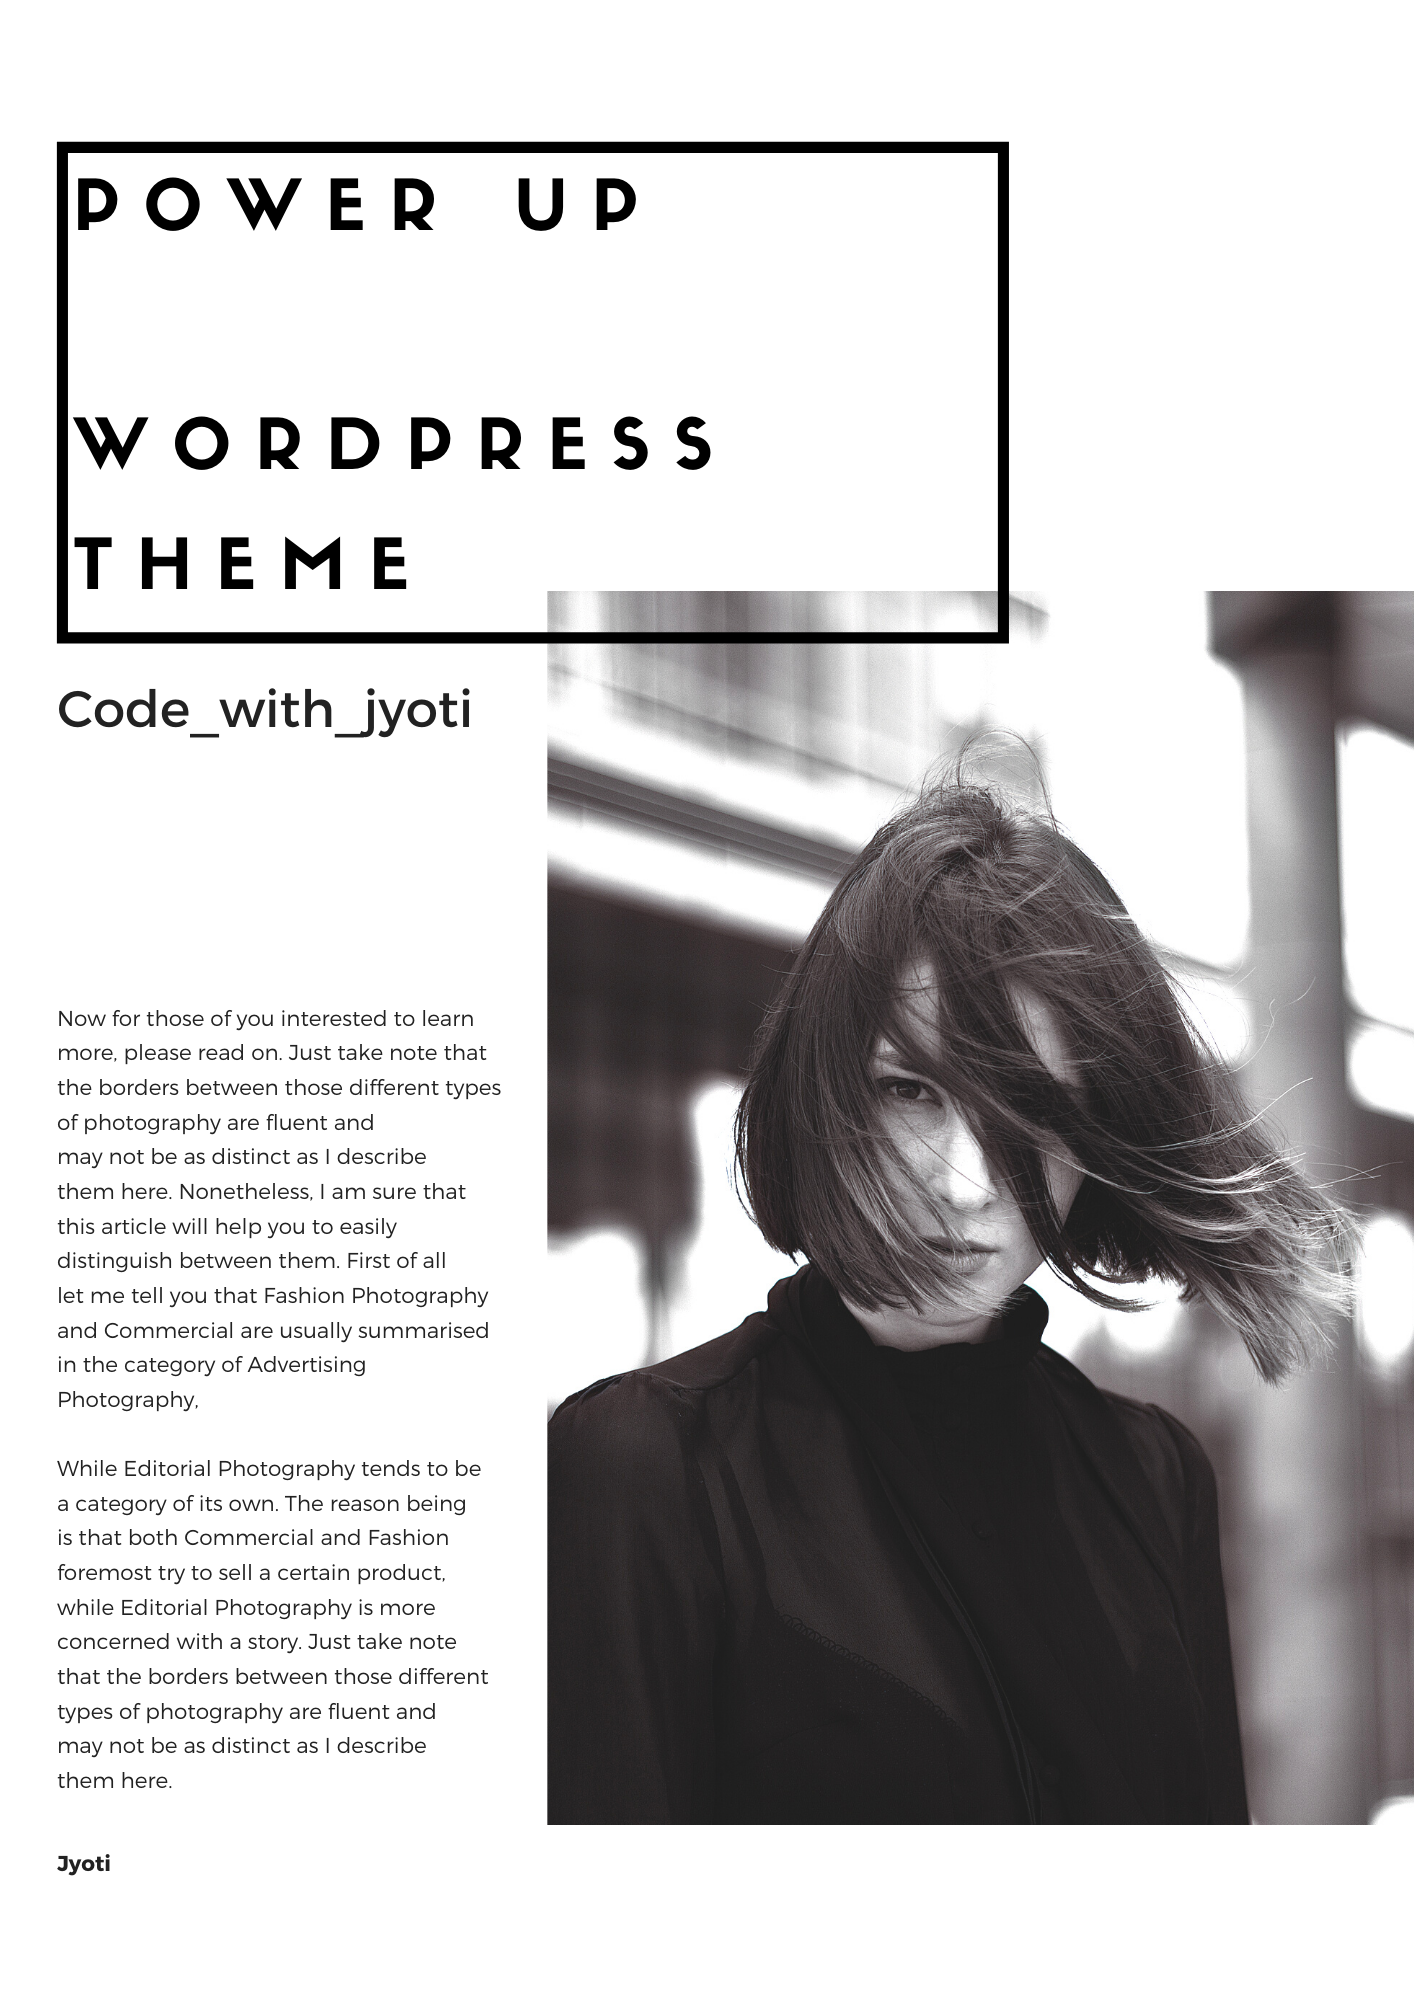 POWER UP
WORDPRESS
THEME
Code_with_jyoti
Now for those of you interested to learn
more, please read on. Just take note that
the borders between those different types
of photography are fluent and
may not be as distinct as I describe
them here. Nonetheless, I am sure that
this article will help you to easily
distinguish between them. First of all
let me tell you that Fashion Photography
and Commercial are usually summarised
in the category of Advertising
Photography,
While Editorial Photography tends to be
a category of its own. The reason being
is that both Commercial and Fashion
foremost try to sell a certain product,
while Editorial Photography is more
concerned with a story. Just take note
that the borders between those different
types of photography are fluent and
may not be as distinct as I describe
them here.
Jyoti